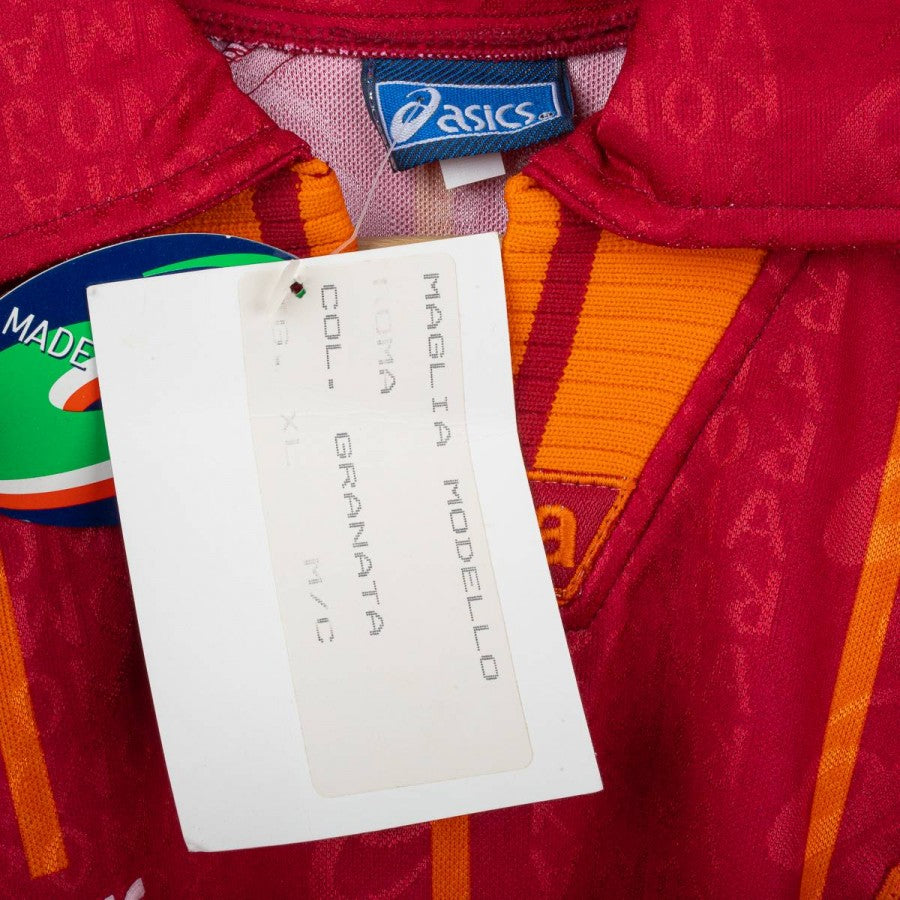 asics
MADE
MAGLIA MODELLO
ROMA
COL. GRANATA
XL M/C
a